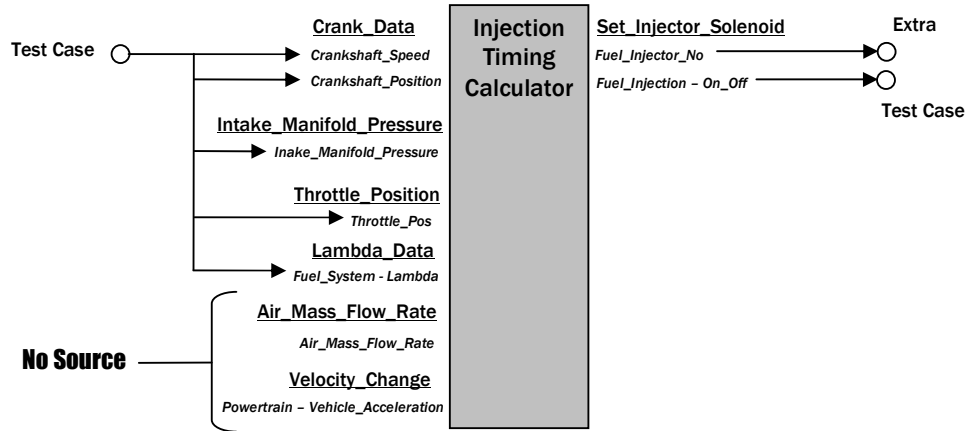 Test Case
Crank_Data
Crankshaft_Speed
Crankshaft_Position
Intake_Manifold_Pressure
Inake_Manifold_Pressure
Throttle_Position
Throttle_Pos
Lambda_Data
Fuel_System - Lambda
No Source
Air_Mass_Flow_Rate
Air_Mass_Flow_Rate
Velocity_Change
Powertrain – Vehicle_Acceleration
Injection
Timing
Calculator
Set_Injector_Solenoid
Fuel_Injector_No
Fuel_Injection – On_Off
Extra
Test Case